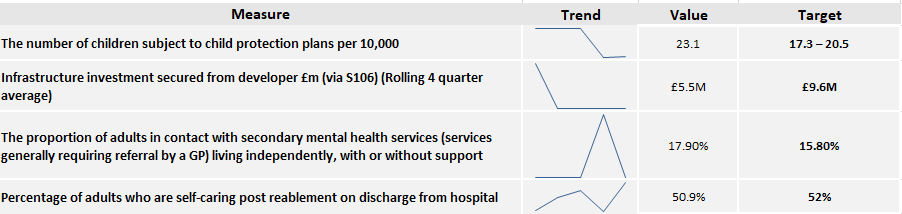 Measure Trend Value Target
The number of children subject to child protection plans per 10,000 23.1 17.3 – 20.5
Infrastructure investment secured from developer £m (via S106) (Rolling 4 quarter
average) £5.5M £9.6M
The proportion of adults in contact with secondary mental health services (services
generally requiring referral by a GP) living independently, with or without support 17.90% 15.80%
Percentage of adults who are self-caring post reablement on discharge from hospital 50.9% 52%